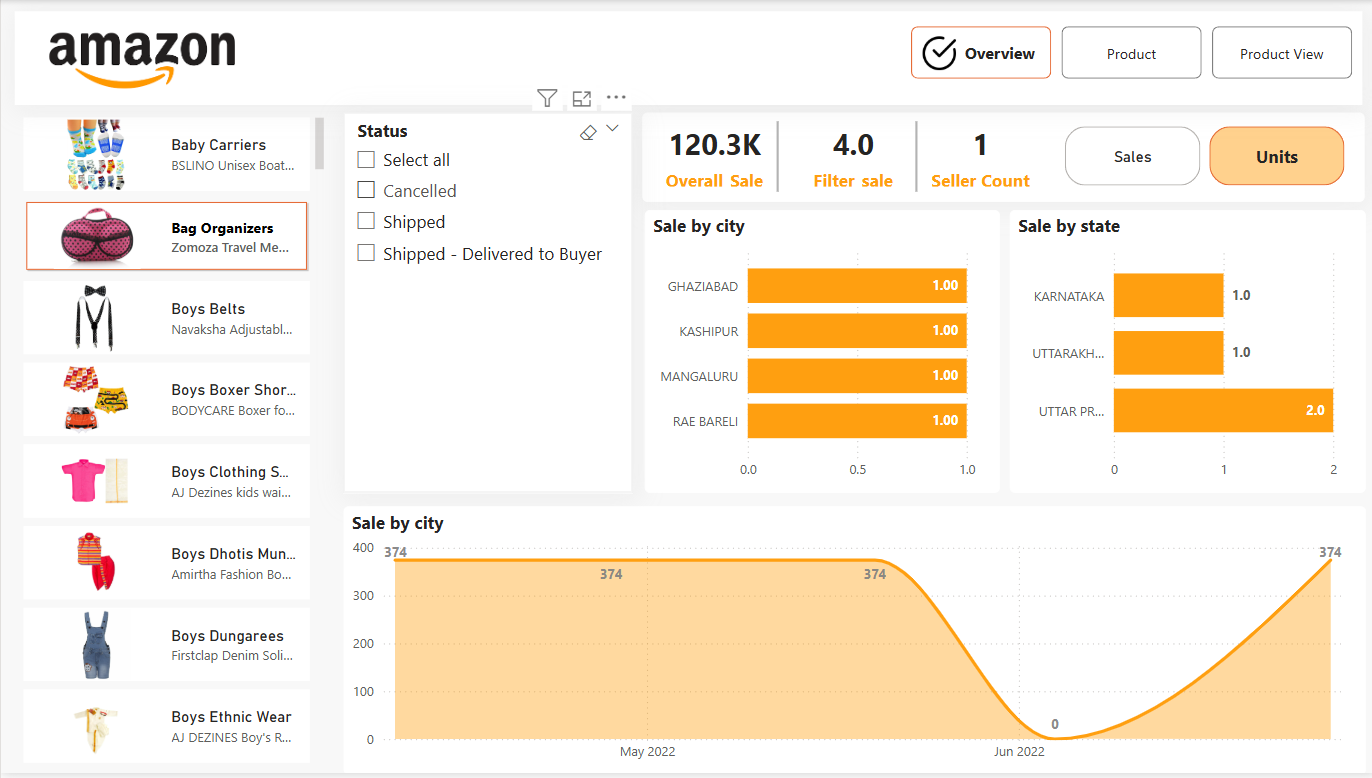 amazon
Overview
Product
Product View
Baby Carriers
BSLINO Unisex Boat...
Bag Organizers
Zomoza Travel Me...
Boys Belts
Navaksha Adjustabl...
Boys Boxer Shor...
BODYCARE Boxer fo...
Boys Clothing S...
AJ Dezines kids wai...
Boys Dhotis Mun...
Amirtha Fashion Bo...
Boys Dungarees
Firstclap Denim Soli...
Boys Ethnic Wear
AJ DEZINES Boy's R...
Status
Select all
Cancelled
Shipped
Shipped - Delivered to Buyer
120.3K
Overall Sale
4.0
Filter sale
1
Seller Count
Sales
Units
Sale by city
GHAZIABAD 1.00
KASHIPUR 1.00
MANGALURU 1.00
RAE BARELI 1.00
0.0 0.5 1.0
Sale by state
KARNATAKA 1.0
UTTARAKH... 1.0
UTTAR PR... 2.0
0 1 2
Sale by city
400
300
200
100
0
374
374
374
0
374
May 2022
Jun 2022